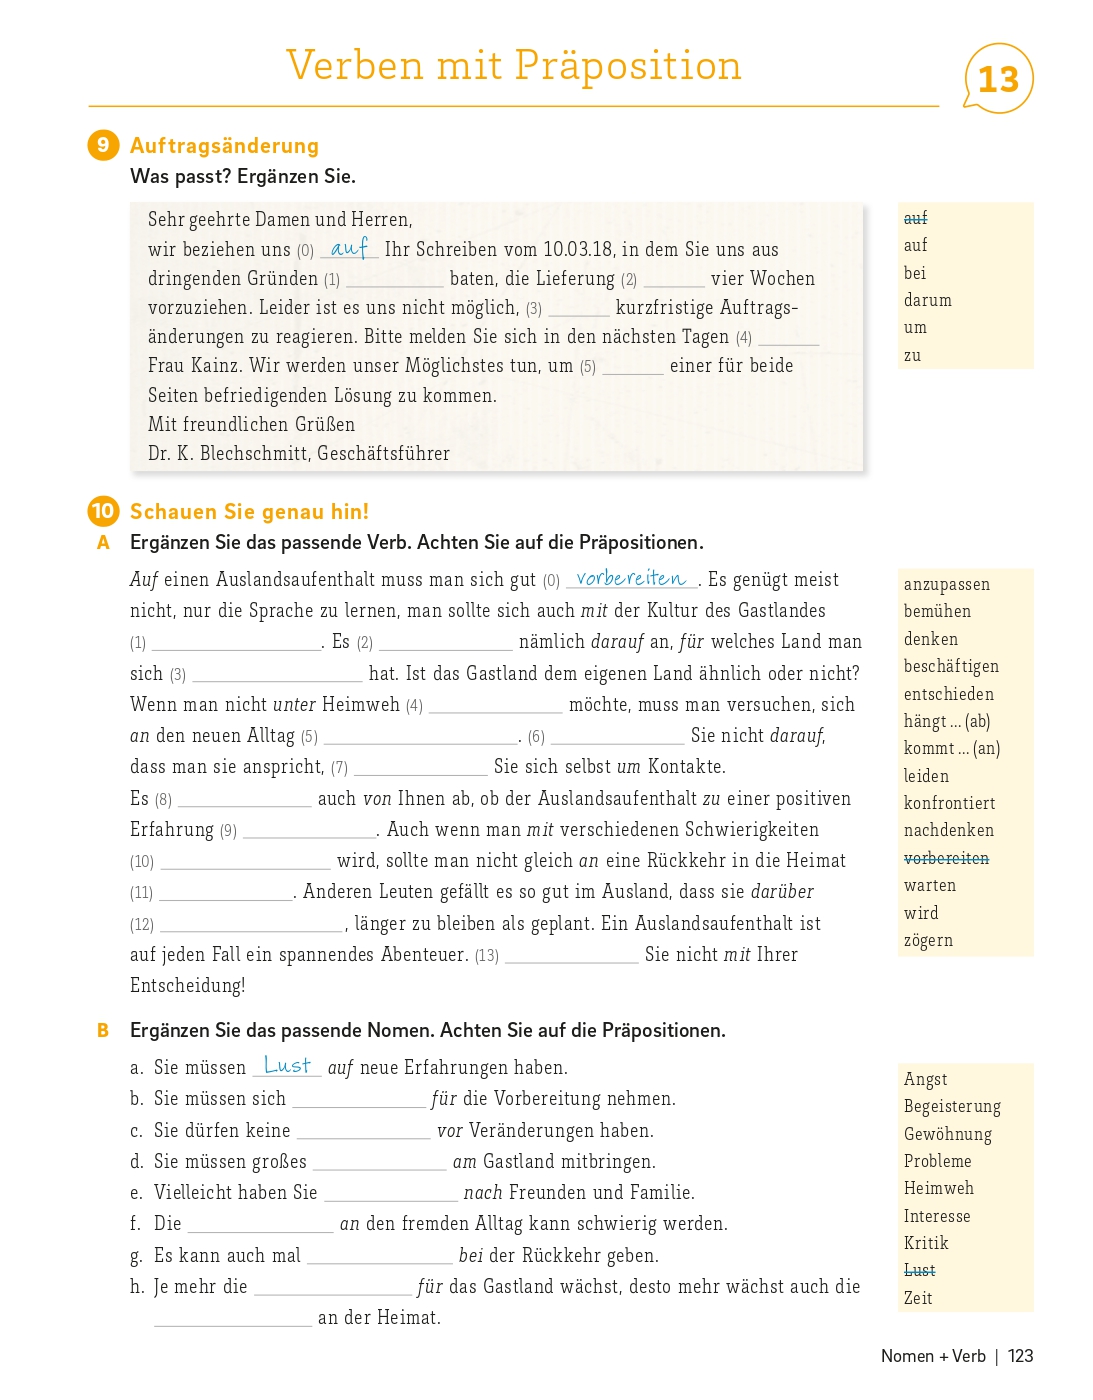 Verben mit Präposition
13
9 Auftragsänderung
Was passt? Ergänzen Sie.
Sehr geehrte Damen und Herren,
wir beziehen uns (0) auf Ihr Schreiben vom 10.03.18, in dem Sie uns aus
dringenden Gründen (1) ________ baten, die Lieferung (2) ________ vier Wochen
vorzuziehen. Leider ist es uns nicht möglich, (3) ________ kurzfristige Auftrags-
änderungen zu reagieren. Bitte melden Sie sich in den nächsten Tagen (4) ________
Frau Kainz. Wir werden unser Möglichstes tun, um (5) ________ einer für beide
Seiten befriedigenden Lösung zu kommen.
Mit freundlichen Grüßen
Dr. K. Blechschmitt, Geschäftsführer
auf
auf
bei
darum
um
zu
10 Schauen Sie genau hin!
A Ergänzen Sie das passende Verb. Achten Sie auf die Präpositionen.
Auf einen Auslandsaufenthalt muss man sich gut (0) vorbereiten. Es genügt meist
nicht, nur die Sprache zu lernen, man sollte sich auch mit der Kultur des Gastlandes
(1) ________. Es (2) ________ nämlich darauf an, für welches Land man
sich (3) ________ hat. Ist das Gastland dem eigenen Land ähnlich oder nicht?
Wenn man nicht unter Heimweh (4) ________ möchte, muss man versuchen, sich
an den neuen Alltag (5) ________. (6) ________ Sie nicht darauf,
dass man sie anspricht, (7) ________ Sie sich selbst um Kontakte.
Es (8) ________ auch von Ihnen ab, ob der Auslandsaufenthalt zu einer positiven
Erfahrung (9) ________. Auch wenn man mit verschiedenen Schwierigkeiten
(10) ________ wird, sollte man nicht gleich an eine Rückkehr in die Heimat
(11) ________. Anderen Leuten gefällt es so gut im Ausland, dass sie darüber
(12) ________, länger zu bleiben als geplant. Ein Auslandsaufenthalt ist
auf jeden Fall ein spannendes Abenteuer. (13) ________ Sie nicht mit Ihrer
Entscheidung!
anzupassen
bemühen
denken
beschäftigen
entschieden
hängt ... (ab)
kommt ... (an)
leiden
konfrontiert
nachdenken
vorbereiten
warten
wird
zögern
B Ergänzen Sie das passende Nomen. Achten Sie auf die Präpositionen.
a. Sie müssen Lust auf neue Erfahrungen haben.
b. Sie müssen sich ________ für die Vorbereitung nehmen.
c. Sie dürfen keine ________ vor Veränderungen haben.
d. Sie müssen großes ________ am Gastland mitbringen.
e. Vielleicht haben Sie ________ nach Freunden und Familie.
f. Die ________ an den fremden Alltag kann schwierig werden.
g. Es kann auch mal ________ bei der Rückkehr geben.
h. Je mehr die ________ für das Gastland wächst, desto mehr wächst auch die
________ an der Heimat.
Angst
Begeisterung
Gewöhnung
Probleme
Heimweh
Interesse
Kritik
Lust
Zeit
Nomen + Verb | 123